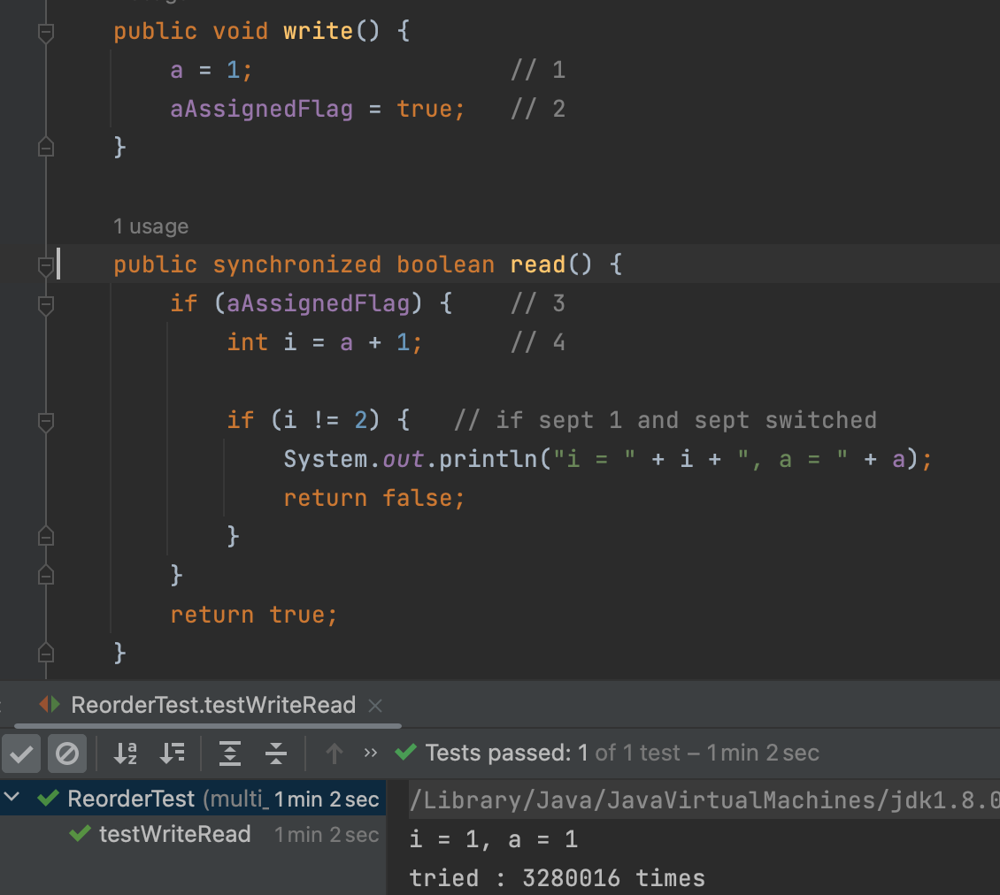 public void write() {
a = 1;                  // 1
aAssignedFlag = true;   // 2
}
1 usage
public synchronized boolean read() {
if (aAssignedFlag) {    // 3
int i = a + 1;      // 4
if (i != 2) {   // if sept 1 and sept switched
System.out.println("i = " + i + ", a = " + a);
return false;
}
}
return true;
}
ReorderTest.testWriteRead
Tests passed: 1 of 1 test – 1 min 2 sec
ReorderTest (multi_ 1 min 2 sec
testWriteRead 1 min 2 sec
/Library/Java/JavaVirtualMachines/jdk1.8.0
i = 1, a = 1
tried : 3280016 times